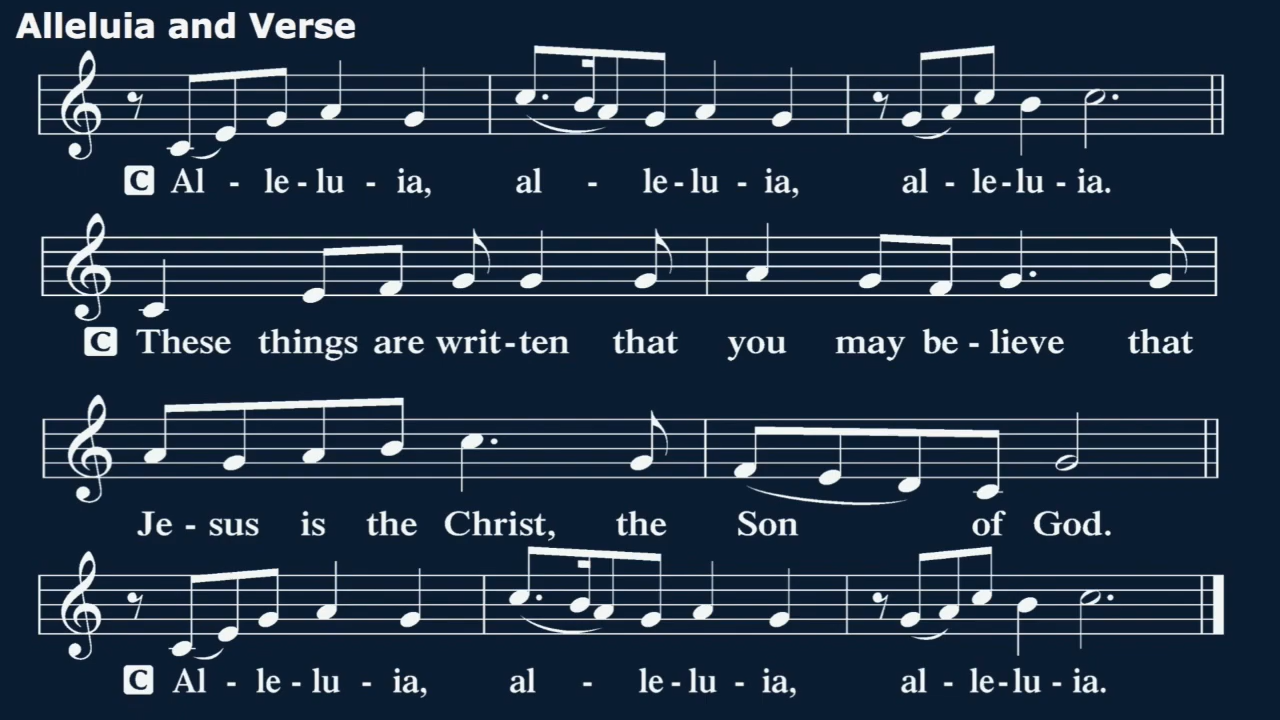 Alleluia and Verse
C Al - le - lu - ia, al - le - lu - ia, al - le - lu - ia.
C These things are writ - ten that you may be - lieve that
Je - sus is the Christ, the Son of God.
C Al - le - lu - ia, al - le - lu - ia, al - le - lu - ia.